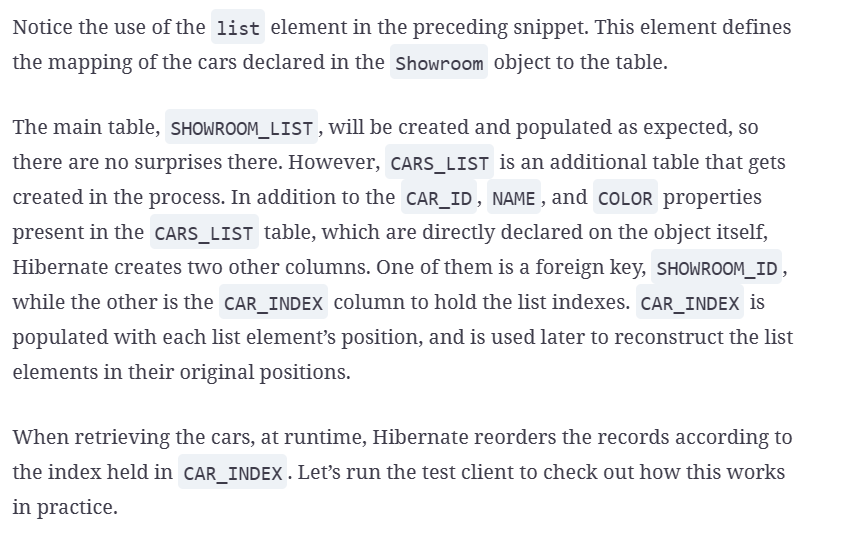 Notice the use of the list element in the preceding snippet. This element defines
the mapping of the cars declared in the Showroom object to the table.
The main table, SHOWROOM_LIST, will be created and populated as expected, so
there are no surprises there. However, CARS_LIST is an additional table that gets
created in the process. In addition to the CAR_ID, NAME, and COLOR properties
present in the CARS_LIST table, which are directly declared on the object itself,
Hibernate creates two other columns. One of them is a foreign key, SHOWROOM_ID,
while the other is the CAR_INDEX column to hold the list indexes. CAR_INDEX is
populated with each list element’s position, and is used later to reconstruct the list
elements in their original positions.
When retrieving the cars, at runtime, Hibernate reorders the records according to
the index held in CAR_INDEX. Let’s run the test client to check out how this works
in practice.